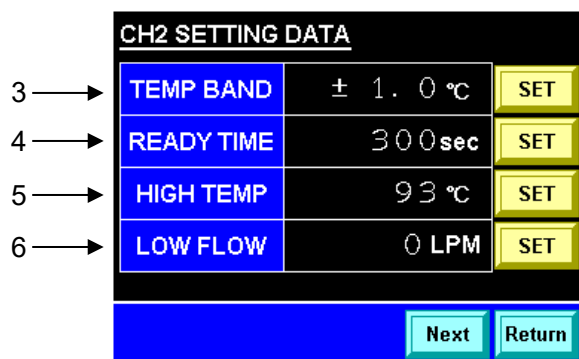 CH2 SETTING DATA
3 TEMP BAND ± 1. 0 ℃ SET
4 READY TIME 300sec SET
5 HIGH TEMP 93 ℃ SET
6 LOW FLOW 0 LPM SET
Next Return